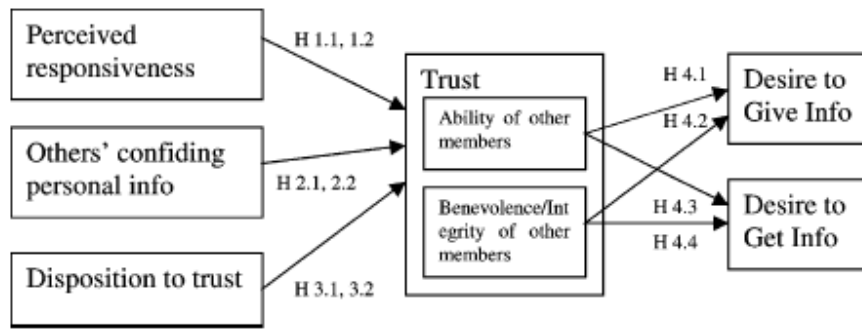 Perceived
responsiveness
H 1.1, 1.2
Others' confiding
personal info
H 2.1, 2.2
Disposition to trust
H 3.1, 3.2
Trust
Ability of other
members
Benevolence/Int
egrity of other
members
H 4.1
H 4.2
H 4.3
H 4.4
Desire to
Give Info
Desire to
Get Info